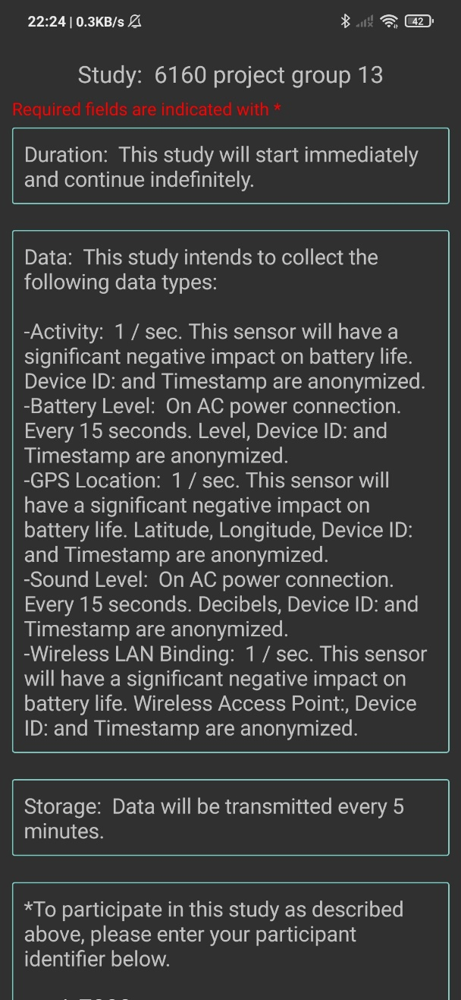 22:24 | 0.3KB/s
42
Study:  6160 project group 13
Required fields are indicated with *
Duration:  This study will start immediately
and continue indefinitely.
Data:  This study intends to collect the
following data types:
-Activity:  1 / sec. This sensor will have a
significant negative impact on battery life.
Device ID: and Timestamp are anonymized.
-Battery Level:  On AC power connection.
Every 15 seconds. Level, Device ID: and
Timestamp are anonymized.
-GPS Location:  1 / sec. This sensor will
have a significant negative impact on
battery life. Latitude, Longitude, Device ID:
and Timestamp are anonymized.
-Sound Level:  On AC power connection.
Every 15 seconds. Decibels, Device ID: and
Timestamp are anonymized.
-Wireless LAN Binding:  1 / sec. This sensor
will have a significant negative impact on
battery life. Wireless Access Point:, Device
ID: and Timestamp are anonymized.
Storage:  Data will be transmitted every 5
minutes.
*To participate in this study as described
above, please enter your participant
identifier below.